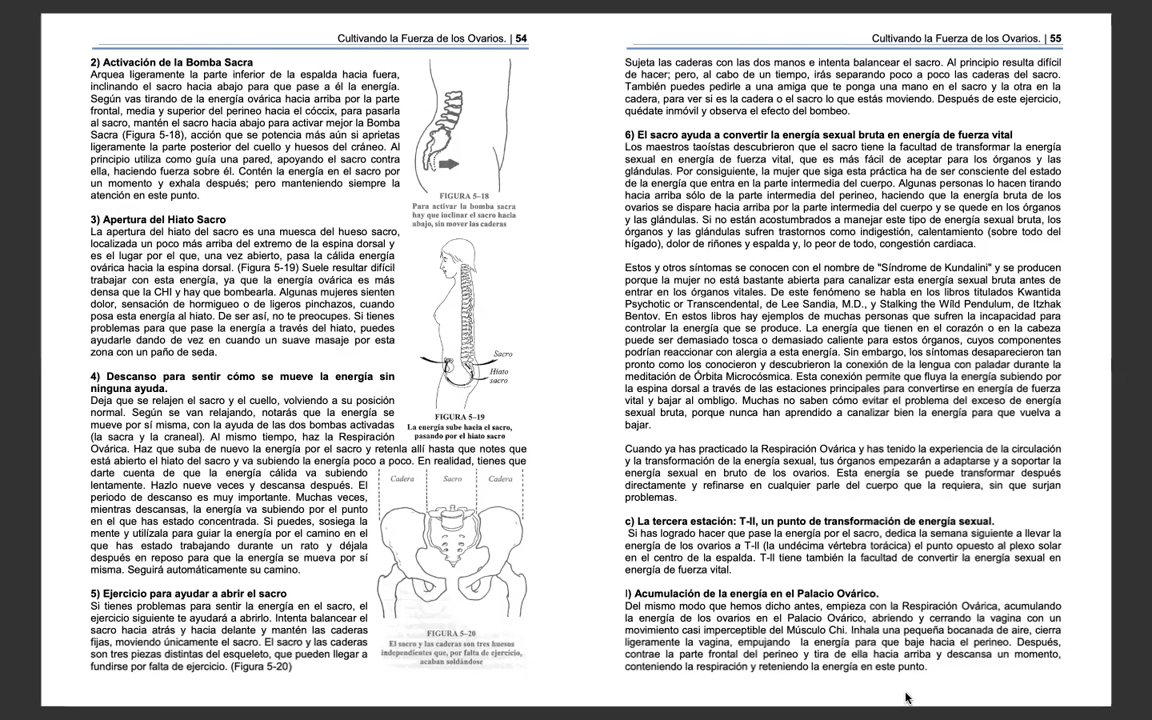 Cultivando la Fuerza de los Ovarios. | 54
2) Activación de la Bomba Sacra
Arquea ligeramente la parte inferior de la espalda hacia fuera,
inclinando el sacro hacia abajo para que pase a él la energía.
Según vas tirando de la energía ovárica hacia arriba por la parte
frontal, media y superior del perineo hacia el cóccix, para pasarla
al sacro, mantén el sacro hacia abajo para activar mejor la Bomba
Sacra (Figura 5-18), acción que se potencia más aún si aprietas
ligeramente la parte posterior del cuello y huesos del cráneo. Al
principio utiliza como guía una pared, apoyando el sacro contra
ella, haciendo fuerza sobre él. Contén la energía en el sacro por
un momento y exhala después; pero manteniendo siempre la
atención en este punto.
FIGURA 5-18
Para activar la bomba sacra
hay que inclinar el sacro hacia
abajo, sin mover las caderas
3) Apertura del Hiato Sacro
La apertura del hiato del sacro es una muesca del hueso sacro,
localizada un poco más arriba del extremo de la espina dorsal y
es el lugar por el que, una vez abierto, pasa la cálida energía
ovárica hacia la espina dorsal. (Figura 5-19) Suele resultar difícil
trabajar con esta energía, ya que la energía ovárica es más
densa que la CHI y hay que bombearla. Algunas mujeres sienten
dolor, sensación de hormigueo o de ligeros pinchazos, cuando
posa esta energía al hiato. De ser así, no te preocupes. Si tienes
problemas para que pase la energía a través del hiato, puedes
ayudarle dando de vez en cuando un suave masaje por esta
zona con un paño de seda.
Sacro
Hiato
sacro
FIGURA 5-19
La energía sube hacia el sacro,
pasando por el hiato sacro
4) Descanso para sentir cómo se mueve la energía sin
ninguna ayuda.
Deja que se relajen el sacro y el cuello, volviendo a su posición
normal. Según se van relajando, notarás que la energía se
mueve por sí misma, con la ayuda de las dos bombas activadas
(la sacra y la craneal). Al mismo tiempo, haz la Respiración
Ovárica. Haz que suba de nuevo la energía por el sacro y retenla allí hasta que notes que
está abierto el hiato del sacro y va subiendo la energía poco a poco. En realidad, tienes que
darte cuenta de que la energía cálida va subiendo
lentamente. Hazlo nueve veces y descansa después. El
periodo de descanso es muy importante. Muchas veces,
mientras descansas, la energía va subiendo por el punto
en el que has estado concentrada. Si puedes, sosiega la
mente y utilízala para guiar la energía por el camino en el
que has estado trabajando durante un rato y déjala
después en reposo para que la energía se mueva por sí
misma. Seguirá automáticamente su camino.
Cadera Sacro Cadera
FIGURA 5-20
El sacro y las caderas son tres huesos
independientes que, por falta de ejercicio,
acaban soldándose
5) Ejercicio para ayudar a abrir el sacro
Si tienes problemas para sentir la energía en el sacro, el
ejercicio siguiente te ayudará a abrirlo. Intenta balancear el
sacro hacia atrás y hacia delante y mantén las caderas
fijas, moviendo únicamente el sacro. El sacro y las caderas
son tres piezas distintas del esqueleto, que pueden llegar a
fundirse por falta de ejercicio. (Figura 5-20)
Cultivando la Fuerza de los Ovarios. | 55
Sujeta las caderas con las dos manos e intenta balancear el sacro. Al principio resulta difícil
de hacer; pero, al cabo de un tiempo, irás separando poco a poco las caderas del sacro.
También puedes pedirle a una amiga que te ponga una mano en el sacro y la otra en la
cadera, para ver si es la cadera o el sacro lo que estás moviendo. Después de este ejercicio,
quédate inmóvil y observa el efecto del bombeo.
6) El sacro ayuda a convertir la energía sexual bruta en energía de fuerza vital
Los maestros taoístas descubrieron que el sacro tiene la facultad de transformar la energía
sexual en energía de fuerza vital, que es más fácil de aceptar para los órganos y las
glándulas. Por consiguiente, la mujer que siga esta práctica ha de ser consciente del estado
de la energía que entra en la parte intermedia del cuerpo. Algunas personas lo hacen tirando
hacia arriba sólo de la parte intermedia del perineo, haciendo que la energía bruta de los
ovarios se dispare hacia arriba por la parte intermedia del cuerpo y se quede en los órganos
y las glándulas. Si no están acostumbrados a manejar este tipo de energía sexual bruta, los
órganos y las glándulas sufren trastornos como indigestión, calentamiento (sobre todo del
hígado), dolor de riñones y espalda y, lo peor de todo, congestión cardiaca.
Estos y otros síntomas se conocen con el nombre de "Síndrome de Kundalini" y se producen
porque la mujer no está bastante abierta para canalizar esta energía sexual bruta antes de
entrar en los órganos vitales. De este fenómeno se habla en los libros titulados Kwantida
Psychotic or Transcendental, de Lee Sandia, M.D., y Stalking the Wild Pendulum, de Itzhak
Bentov. En estos libros hay ejemplos de muchas personas que sufren la incapacidad para
controlar la energía que se produce. La energía que tienen en el corazón o en la cabeza
puede ser demasiado tosca o demasiado caliente para estos órganos, cuyos componentes
podrían reaccionar con alergia a esta energía. Sin embargo, los síntomas desaparecieron tan
pronto como los conocieron y descubrieron la conexión de la lengua con paladar durante la
meditación de Órbita Microcósmica. Esta conexión permite que fluya la energía subiendo por
la espina dorsal a través de las estaciones principales para convertirse en energía de fuerza
vital y bajar al ombligo. Muchas no saben cómo evitar el problema del exceso de energía
sexual bruta, porque nunca han aprendido a canalizar bien la energía para que vuelva a
bajar.
Cuando ya has practicado la Respiración Ovárica y has tenido la experiencia de la circulación
y la transformación de la energía sexual, tus órganos empezarán a adaptarse y a soportar la
energía sexual en bruto de los ovarios. Esta energía se puede transformar después
directamente y refinarse en cualquier parte del cuerpo que la requiera, sin que surjan
problemas.
c) La tercera estación: T-II, un punto de transformación de energía sexual.
Si has logrado hacer que pase la energía por el sacro, dedica la semana siguiente a llevar la
energía de los ovarios a T-II (la undécima vértebra torácica) el punto opuesto al plexo solar
en el centro de la espalda. T-II tiene también la facultad de convertir la energía sexual en
energía de fuerza vital.
l) Acumulación de la energía en el Palacio Ovárico.
Del mismo modo que hemos dicho antes, empieza con la Respiración Ovárica, acumulando
la energía de los ovarios en el Palacio Ovárico, abriendo y cerrando la vagina con un
movimiento casi imperceptible del Músculo Chi. Inhala una pequeña bocanada de aire, cierra
ligeramente la vagina, empujando la energía para que baje hacia el perineo. Después,
contrae la parte frontal del perineo y tira de ella hacia arriba y descansa un momento,
conteniendo la respiración y reteniendo la energía en este punto.